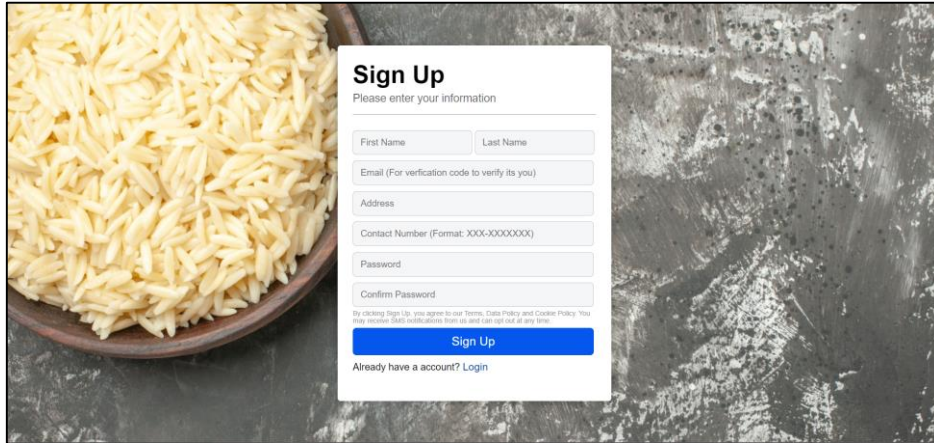 Sign Up
Please enter your information
First Name Last Name
Email (For verfication code to verify its you)
Address
Contact Number (Format: XXX-XXXXXXX)
Password
Confirm Password
By clicking Sign Up, you agree to our Terms, Data Policy and Cookie Policy. You
may receive SMS notifications from us and can opt out at any time.
Sign Up
Already have a account? Login